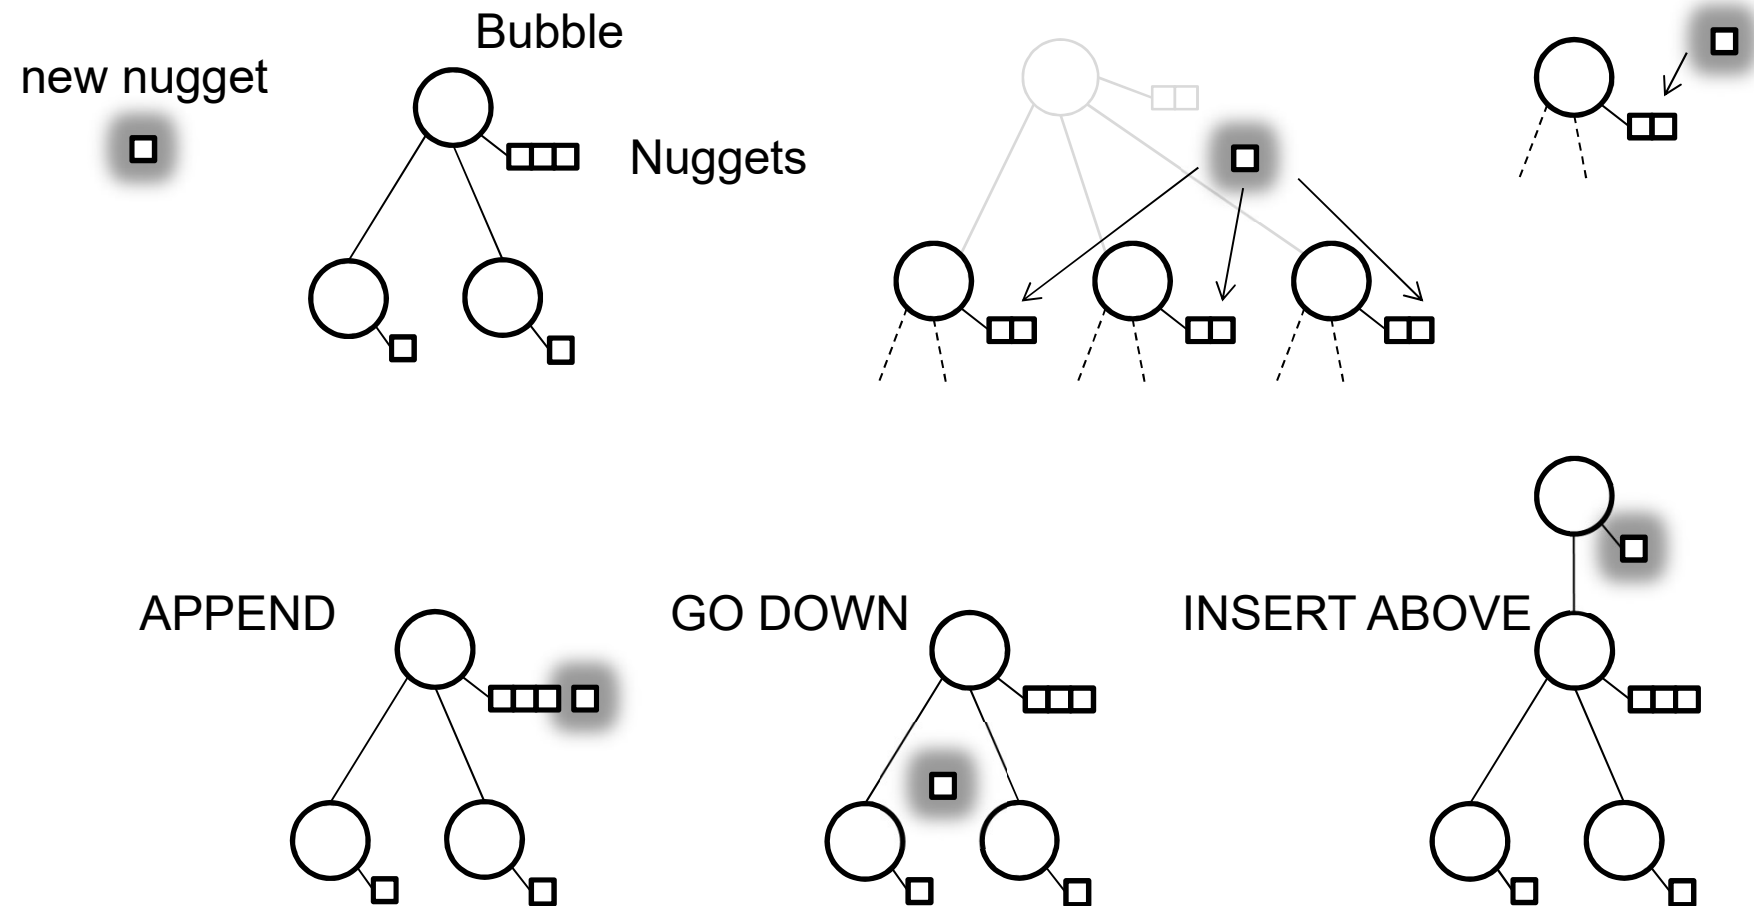 Bubble
new nugget
Nuggets
APPEND
GO DOWN
INSERT ABOVE